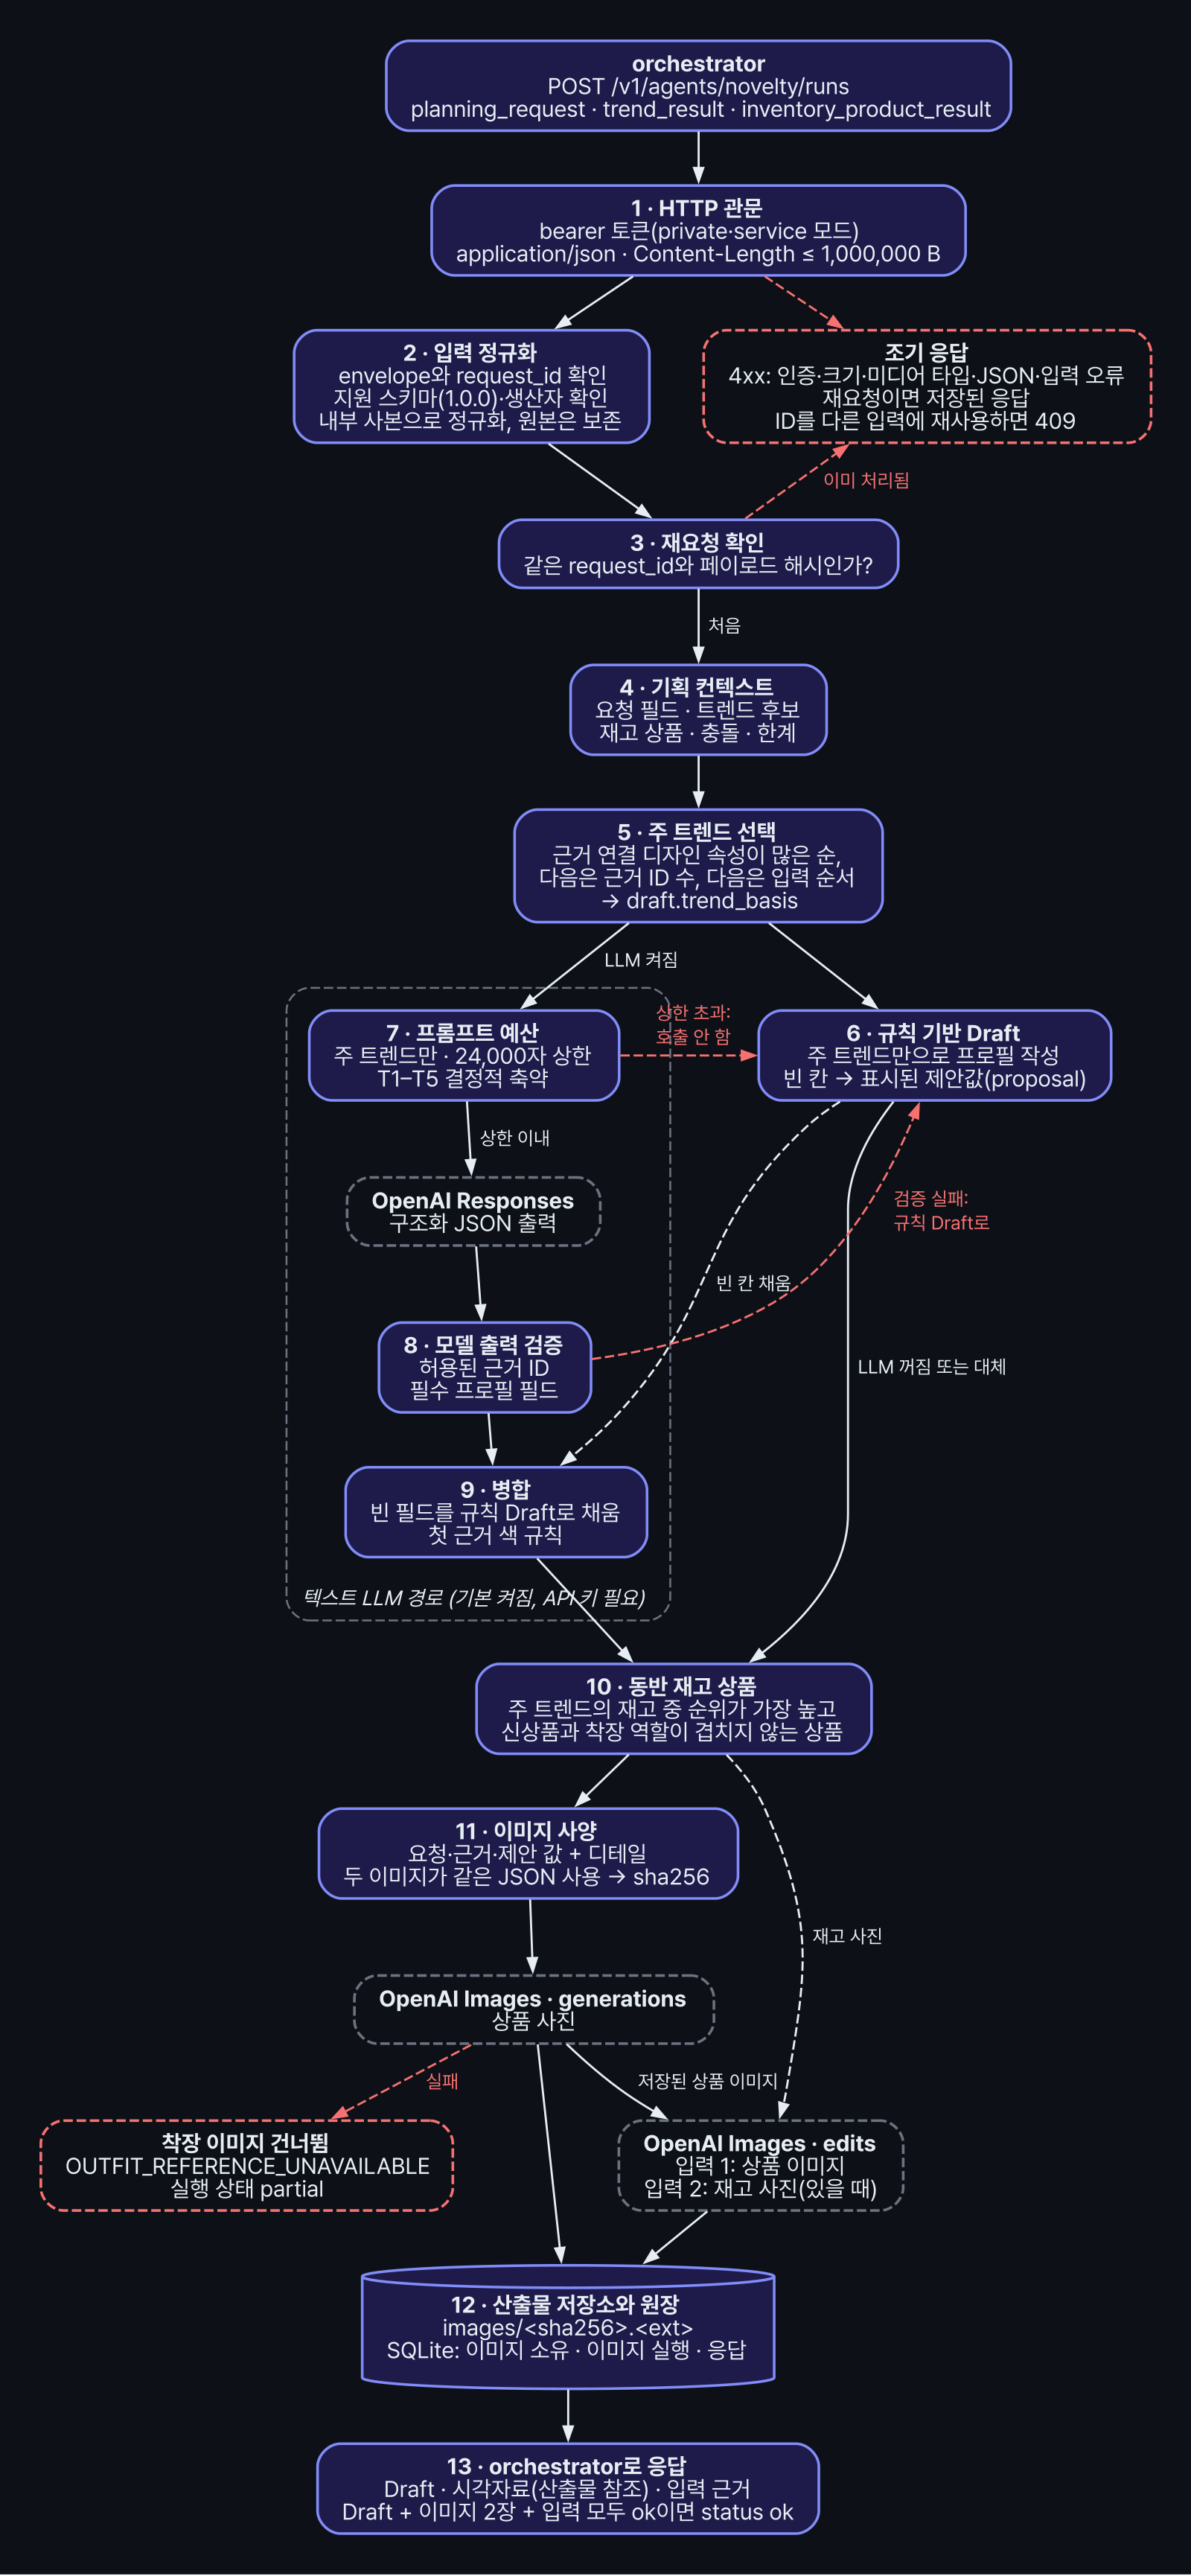 orchestrator
POST /v1/agents/novelty/runs
planning_request · trend_result · inventory_product_result
1 · HTTP 관문
bearer 토큰(private·service 모드)
application/json · Content-Length ≤ 1,000,000 B
2 · 입력 정규화
envelope와 request_id 확인
지원 스키마(1.0.0)·생산자 확인
내부 사본으로 정규화, 원본은 보존
조기 응답
4xx: 인증·크기·미디어 타입·JSON·입력 오류
재요청이면 저장된 응답
ID를 다른 입력에 재사용하면 409
이미 처리됨
3 · 재요청 확인
같은 request_id와 페이로드 해시인가?
처음
4 · 기획 컨텍스트
요청 필드 · 트렌드 후보
재고 상품 · 충돌 · 한계
5 · 주 트렌드 선택
근거 연결 디자인 속성이 많은 순,
다음은 근거 ID 수, 다음은 입력 순서
→ draft.trend_basis
LLM 켜짐
7 · 프롬프트 예산
주 트렌드만 · 24,000자 상한
T1–T5 결정적 축약
상한 초과:
호출 안 함
6 · 규칙 기반 Draft
주 트렌드만으로 프로필 작성
빈 칸 → 표시된 제안값(proposal)
상한 이내
OpenAI Responses
구조화 JSON 출력
검증 실패:
규칙 Draft로
빈 칸 채움
8 · 모델 출력 검증
허용된 근거 ID
필수 프로필 필드
LLM 꺼짐 또는 대체
9 · 병합
빈 필드를 규칙 Draft로 채움
첫 근거 색 규칙
텍스트 LLM 경로 (기본 켜짐, API 키 필요)
10 · 동반 재고 상품
주 트렌드의 재고 중 순위가 가장 높고
신상품과 착장 역할이 겹치지 않는 상품
11 · 이미지 사양
요청·근거·제안 값 + 디테일
두 이미지가 같은 JSON 사용 → sha256
재고 사진
OpenAI Images · generations
상품 사진
실패
저장된 상품 이미지
착장 이미지 건너뜀
OUTFIT_REFERENCE_UNAVAILABLE
실행 상태 partial
OpenAI Images · edits
입력 1: 상품 이미지
입력 2: 재고 사진(있을 때)
12 · 산출물 저장소와 원장
images/<sha256>.<ext>
SQLite: 이미지 소유 · 이미지 실행 · 응답
13 · orchestrator로 응답
Draft · 시각자료(산출물 참조) · 입력 근거
Draft + 이미지 2장 + 입력 모두 ok이면 status ok